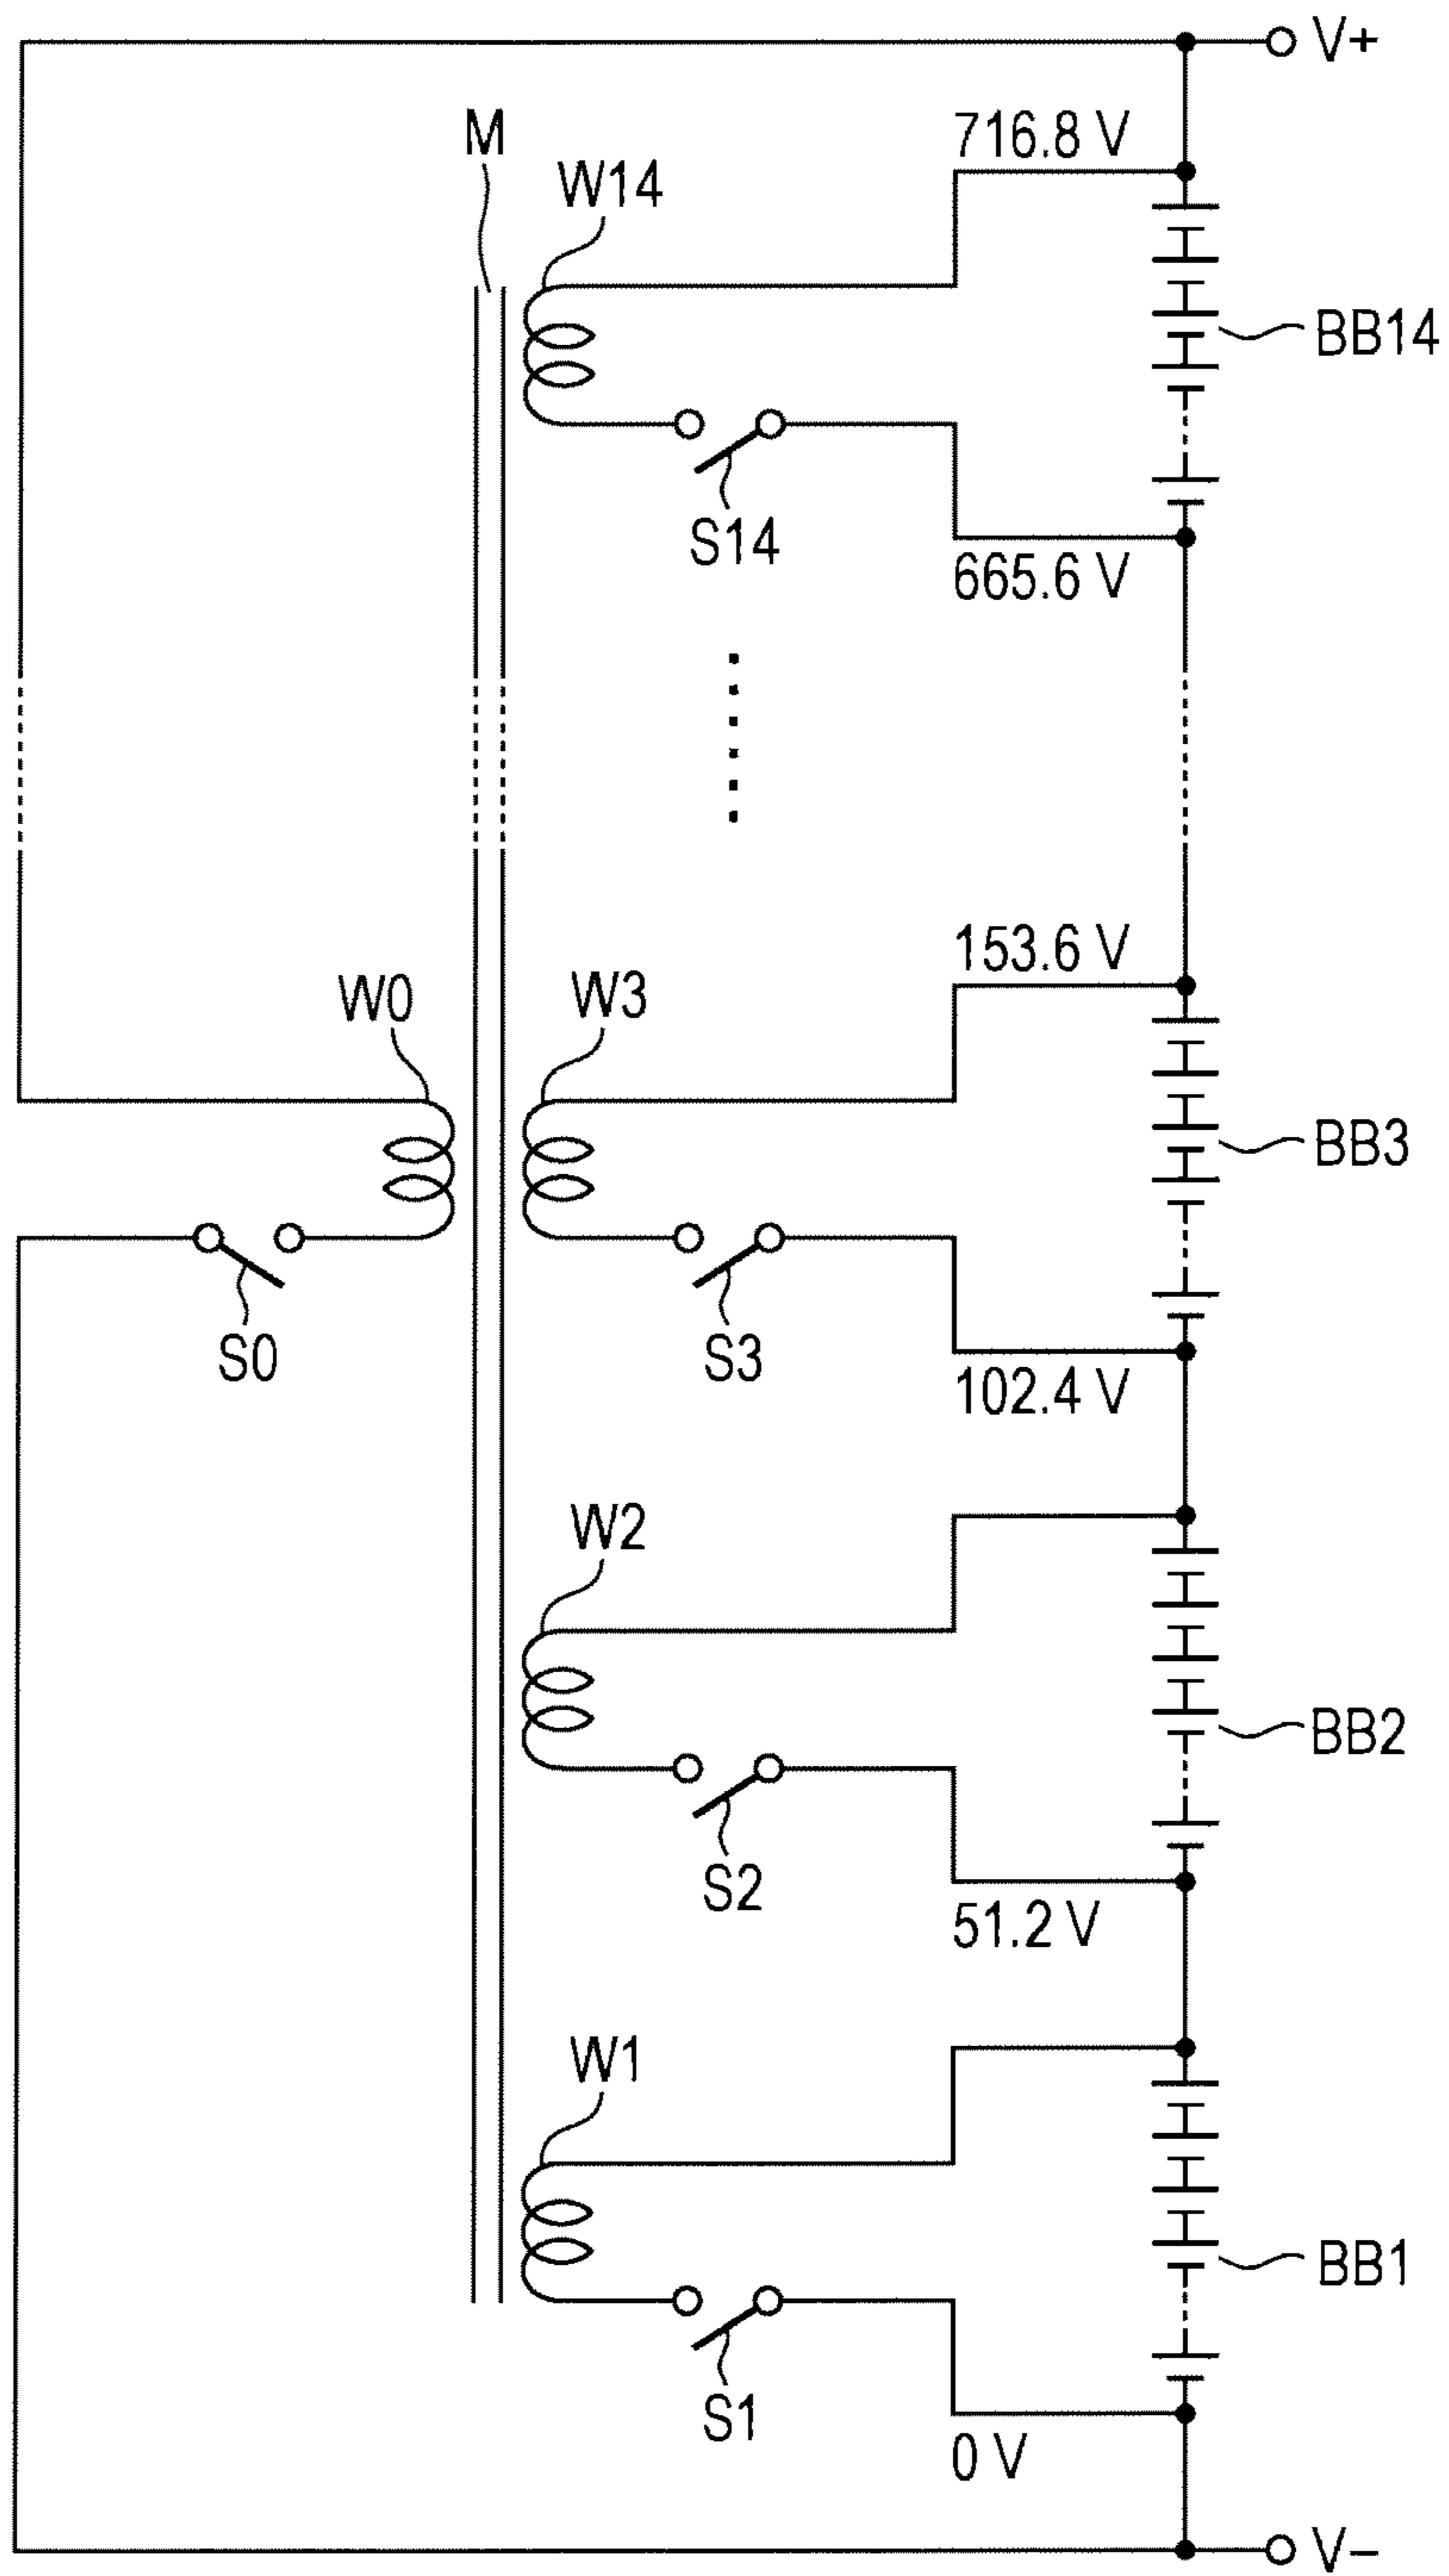 V+
716.8 V
M
W14
BB14
S14
665.6 V
153.6 V
W0
W3
BB3
S0
S3
102.4 V
W2
BB2
S2
51.2 V
W1
BB1
S1
0 V
V−